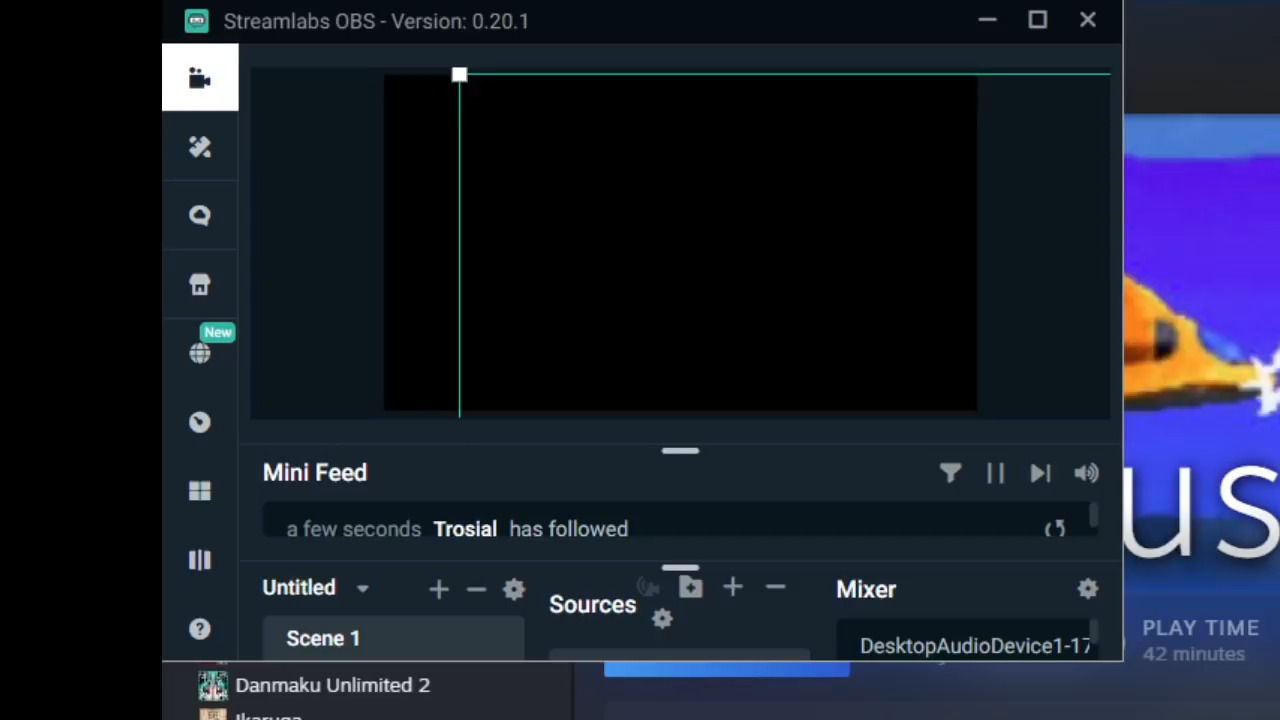 Streamlabs OBS - Version: 0.20.1
New
Mini Feed
a few seconds Trosial has followed
us
Untitled
Sources
Mixer
Scene 1
DesktopAudioDevice1-17
PLAY TIME
42 minutes
Danmaku Unlimited 2
Ikaruga